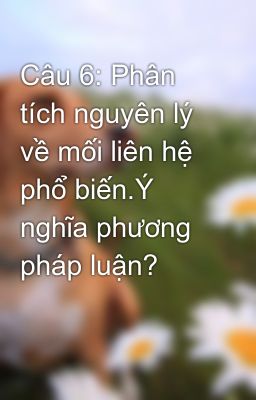 Câu 6: Phân
tích nguyên lý
về mối liên hệ
phổ biến.Ý
nghĩa phương
pháp luận?